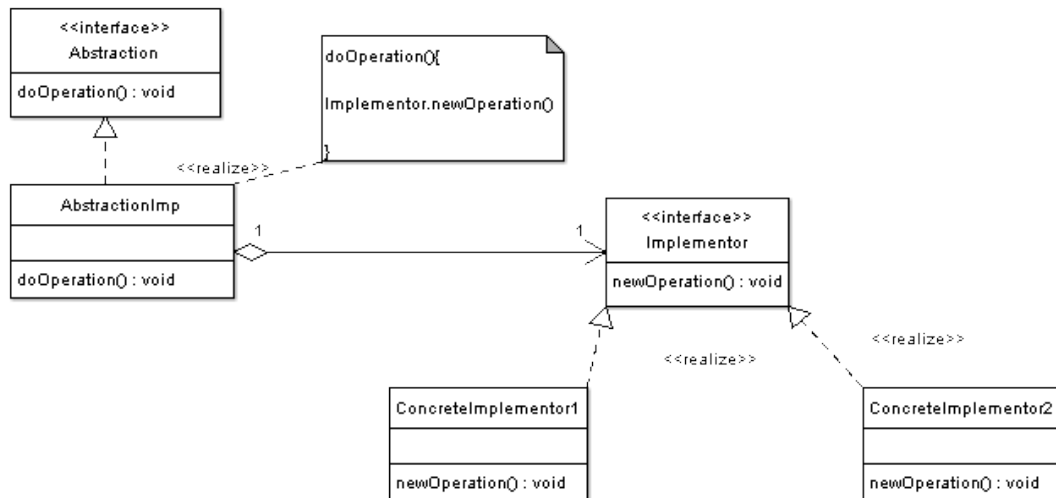 <<interface>>
Abstraction
doOperation() : void
doOperation(){
Implementor.newOperation()
}
<<realize>>
AbstractionImp
doOperation() : void
1
1
<<interface>>
Implementor
newOperation() : void
<<realize>>
<<realize>>
ConcreteImplementor1
newOperation() : void
ConcreteImplementor2
newOperation() : void